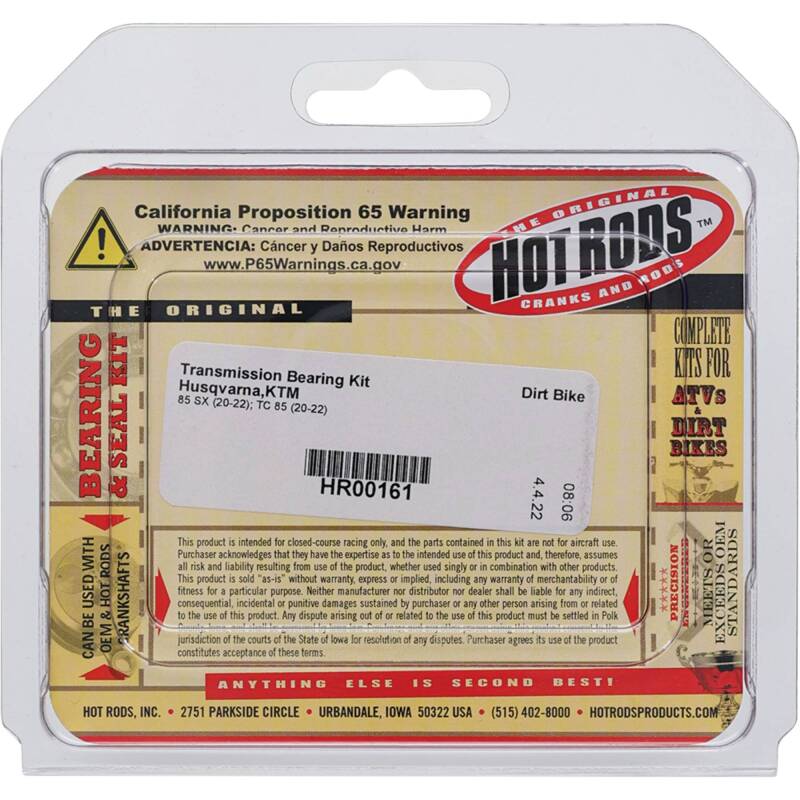 California Proposition 65 Warning
WARNING: Cancer and Reproductive Harm
ADVERTENCIA: Cáncer y Daños Reproductivos
www.P65Warnings.ca.gov
THE ORIGINAL
HOT RODS™
CRANKS AND RODS
THE ORIGINAL
BEARING
& SEAL KIT
COMPLETE
KITS FOR
ATVs
&
DIRT
BIKES
Transmission Bearing Kit
Husqvarna,KTM
85 SX (20-22); TC 85 (20-22)
Dirt Bike
HR00161
4.4.22
08:06
CAN BE USED WITH
OEM & HOT RODS
CRANKSHAFTS
This product is intended for closed-course racing only, and the parts contained in this kit are not for aircraft use.
Purchaser acknowledges that they have the expertise as to the intended use of this product and, therefore, assumes
all risk and liability resulting from use of the product, whether used singly or in combination with other products.
This product is sold "as-is" without warranty, express or implied, including any warranty of merchantability or of
fitness for a particular purpose. Neither manufacturer nor distributor nor dealer shall be liable for any indirect,
consequential, incidental or punitive damages sustained by purchaser or any other person arising from or related
to the use of this product. Any dispute arising out of or related to the use of this product must be settled in Polk
jurisdiction of the courts of the State of Iowa for resolution of any disputes. Purchaser agrees its use of the product
constitutes acceptance of these terms.
PRECISION
ENGINEERED
MEETS OR
EXCEEDS OEM
STANDARDS
ANYTHING ELSE IS SECOND BEST!
HOT RODS, INC. • 2751 PARKSIDE CIRCLE • URBANDALE, IOWA 50322 USA • (515) 402-8000 • HOTRODSPRODUCTS.COM